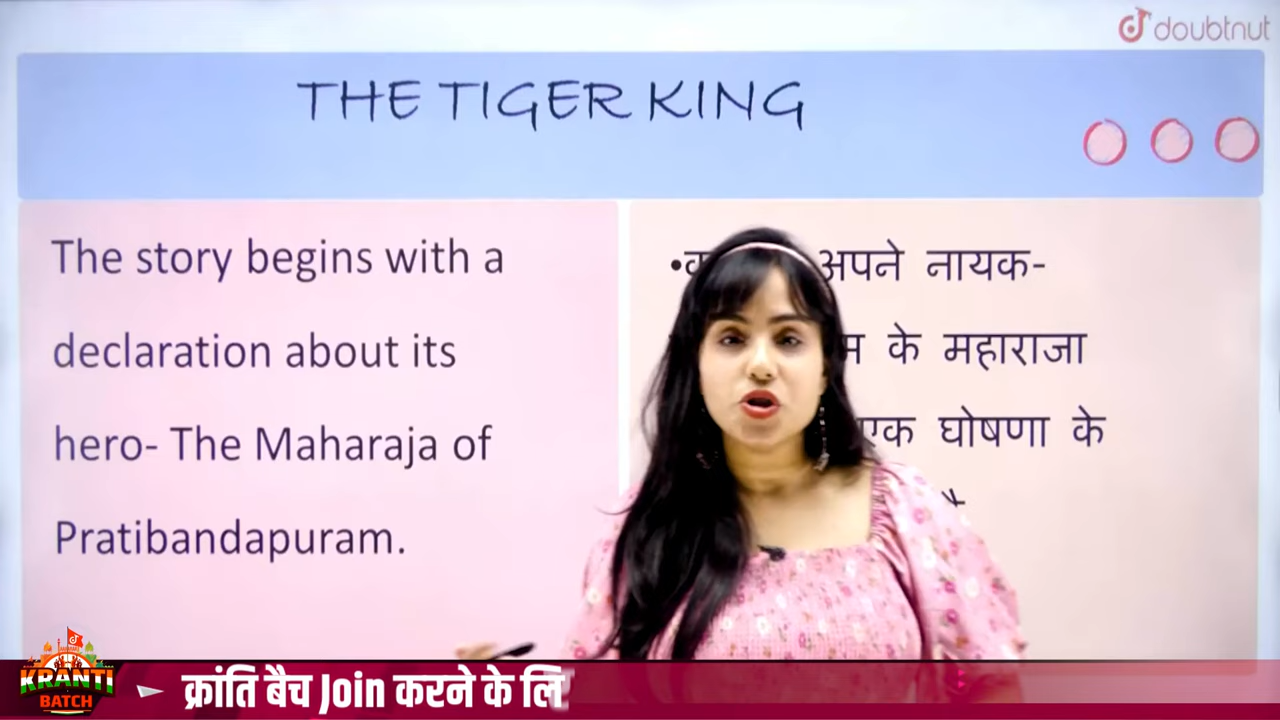 doubtnut
THE TIGER KING
The story begins with a
declaration about its
hero- The Maharaja of
Pratibandapuram.
अपने नायक-
के महाराजा
एक घोषणा के
KRANTI
BATCH
क्रांति बैच Join करने के लि